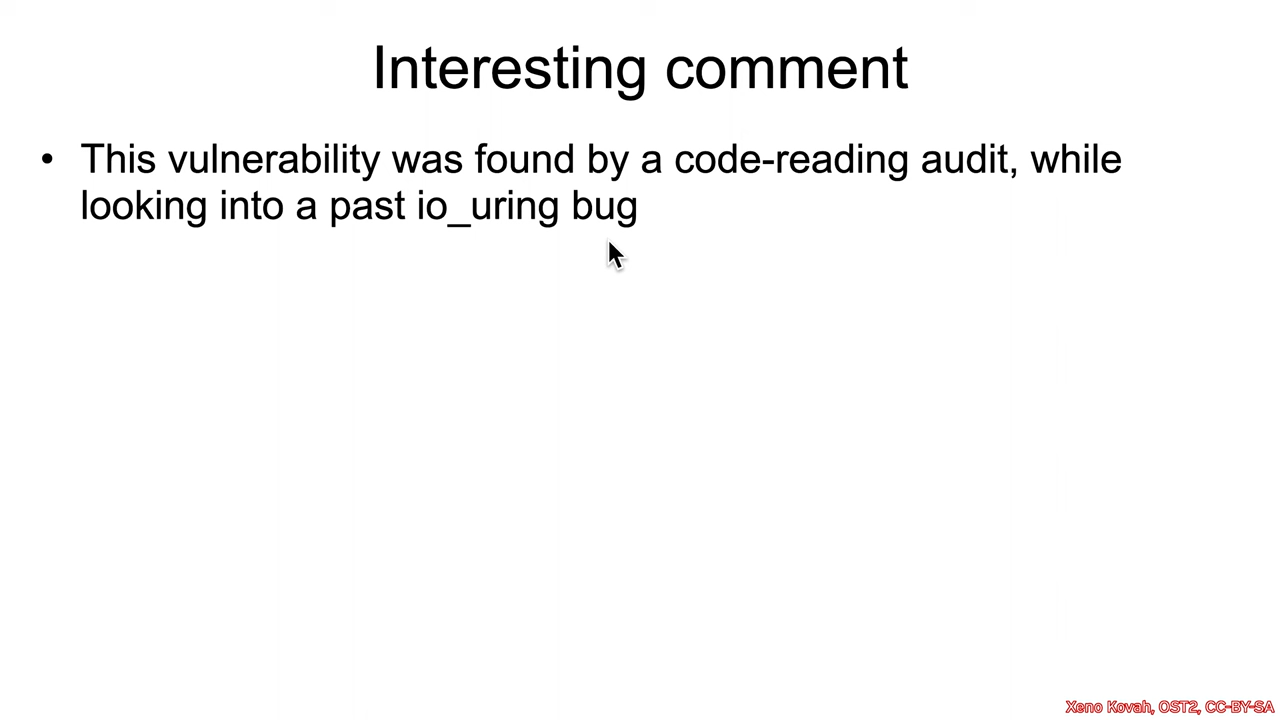 Interesting comment
• This vulnerability was found by a code-reading audit, while
looking into a past io_uring bug
Xeno Kovah, OST2, CC-BY-SA